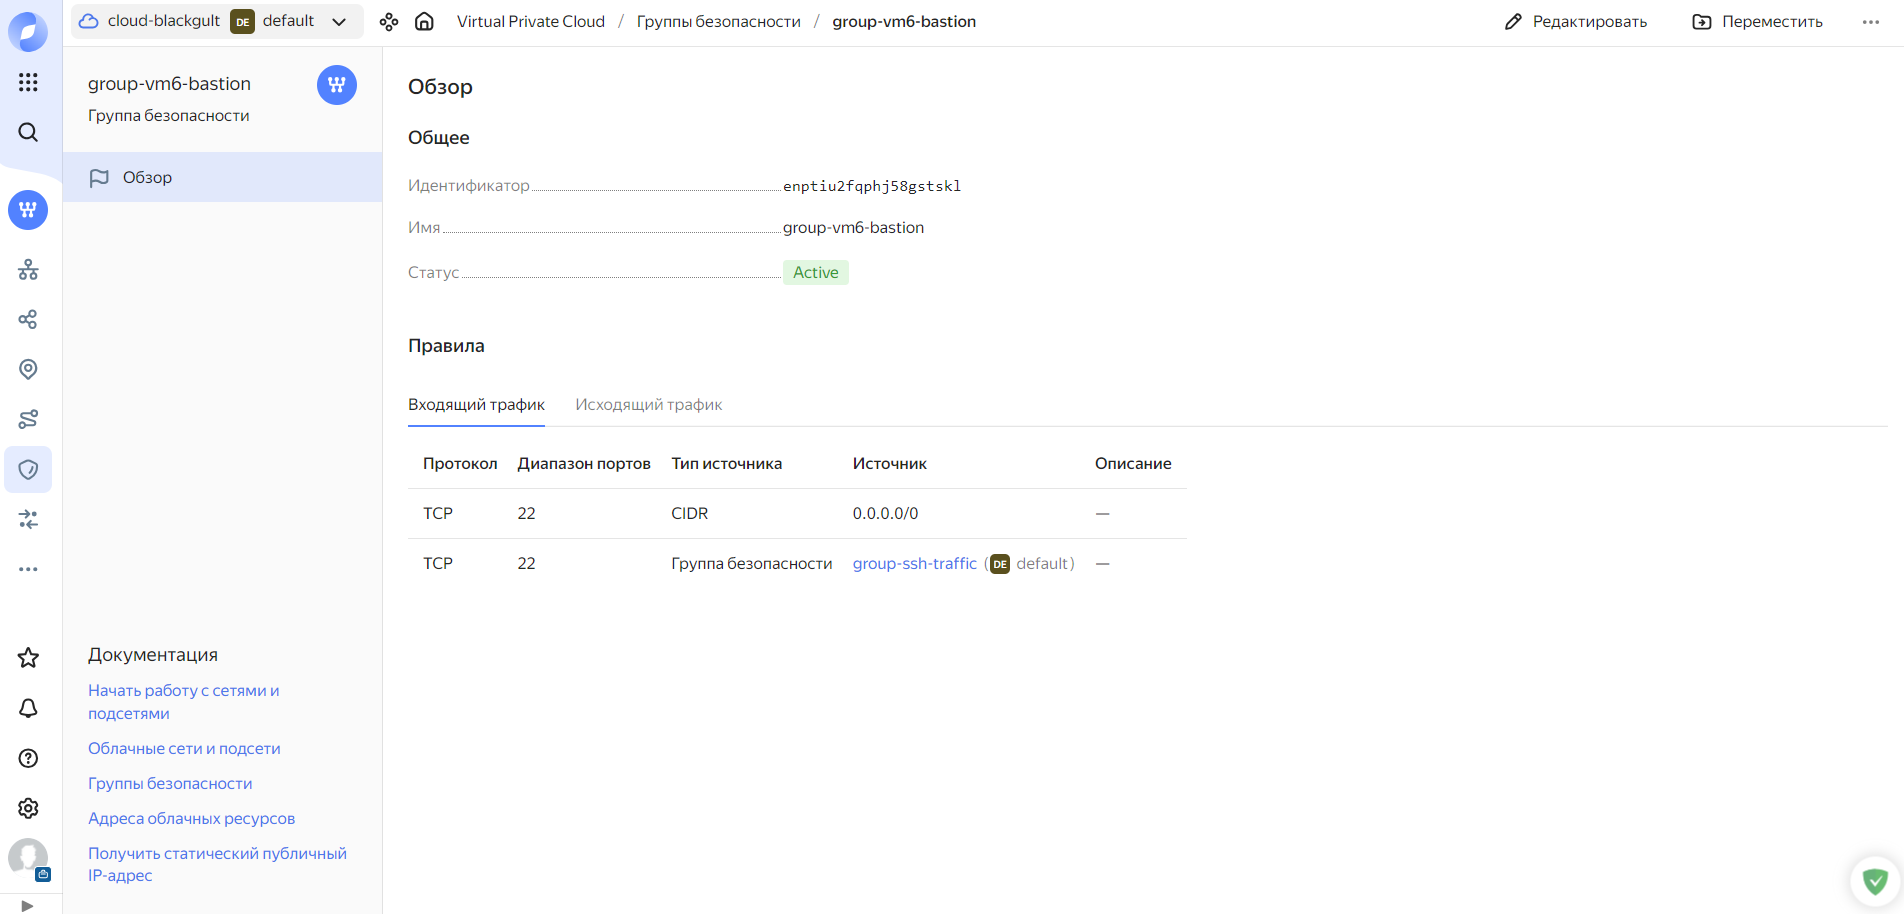 cloud-blackgult DE default
Virtual Private Cloud / Группы безопасности / group-vm6-bastion
Редактировать
Переместить
group-vm6-bastion
Группа безопасности
Обзор
Документация
Начать работу с сетями и
подсетями
Облачные сети и подсети
Группы безопасности
Адреса облачных ресурсов
Получить статический публичный
IP-адрес
Обзор
Общее
Идентификатор enptiu2fqphj58gstskl
Имя group-vm6-bastion
Статус Active
Правила
Входящий трафик Исходящий трафик
Протокол Диапазон портов Тип источника Источник Описание
TCP 22 CIDR 0.0.0.0/0 —
TCP 22 Группа безопасности group-ssh-traffic (DE default) —